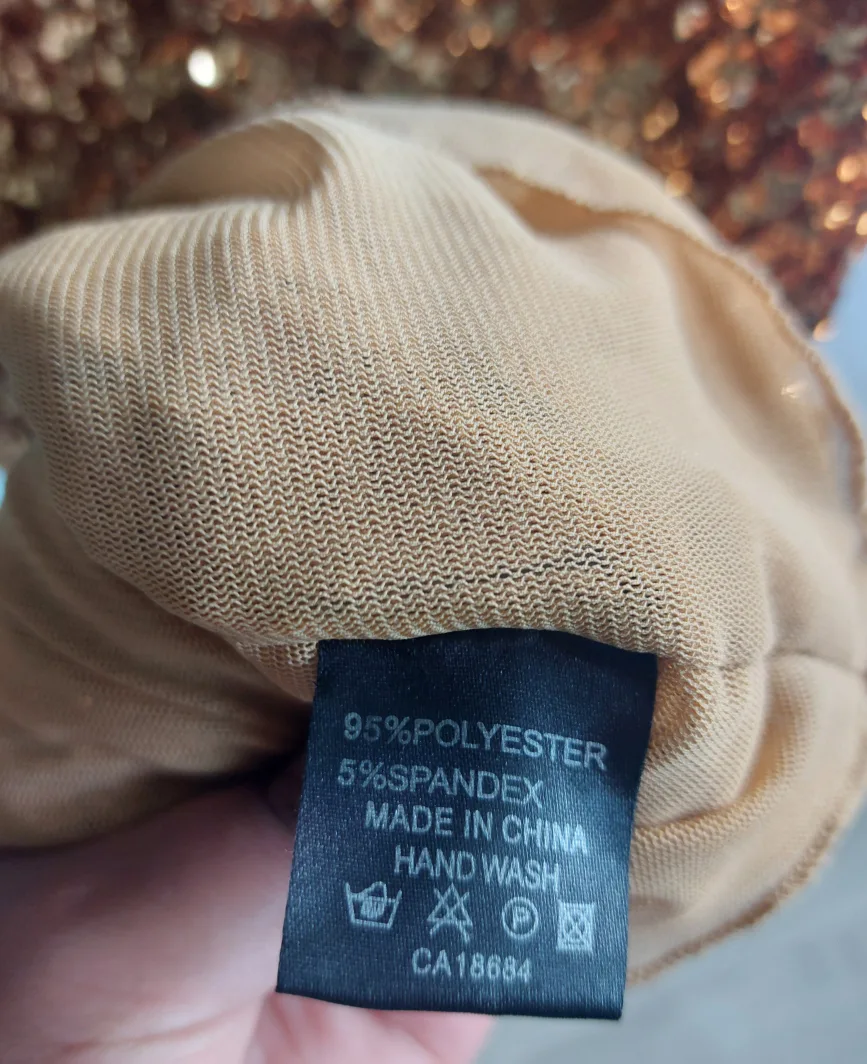 95%POLYESTER
5%SPANDEX
MADE IN CHINA
HAND WASH
P
CA18684